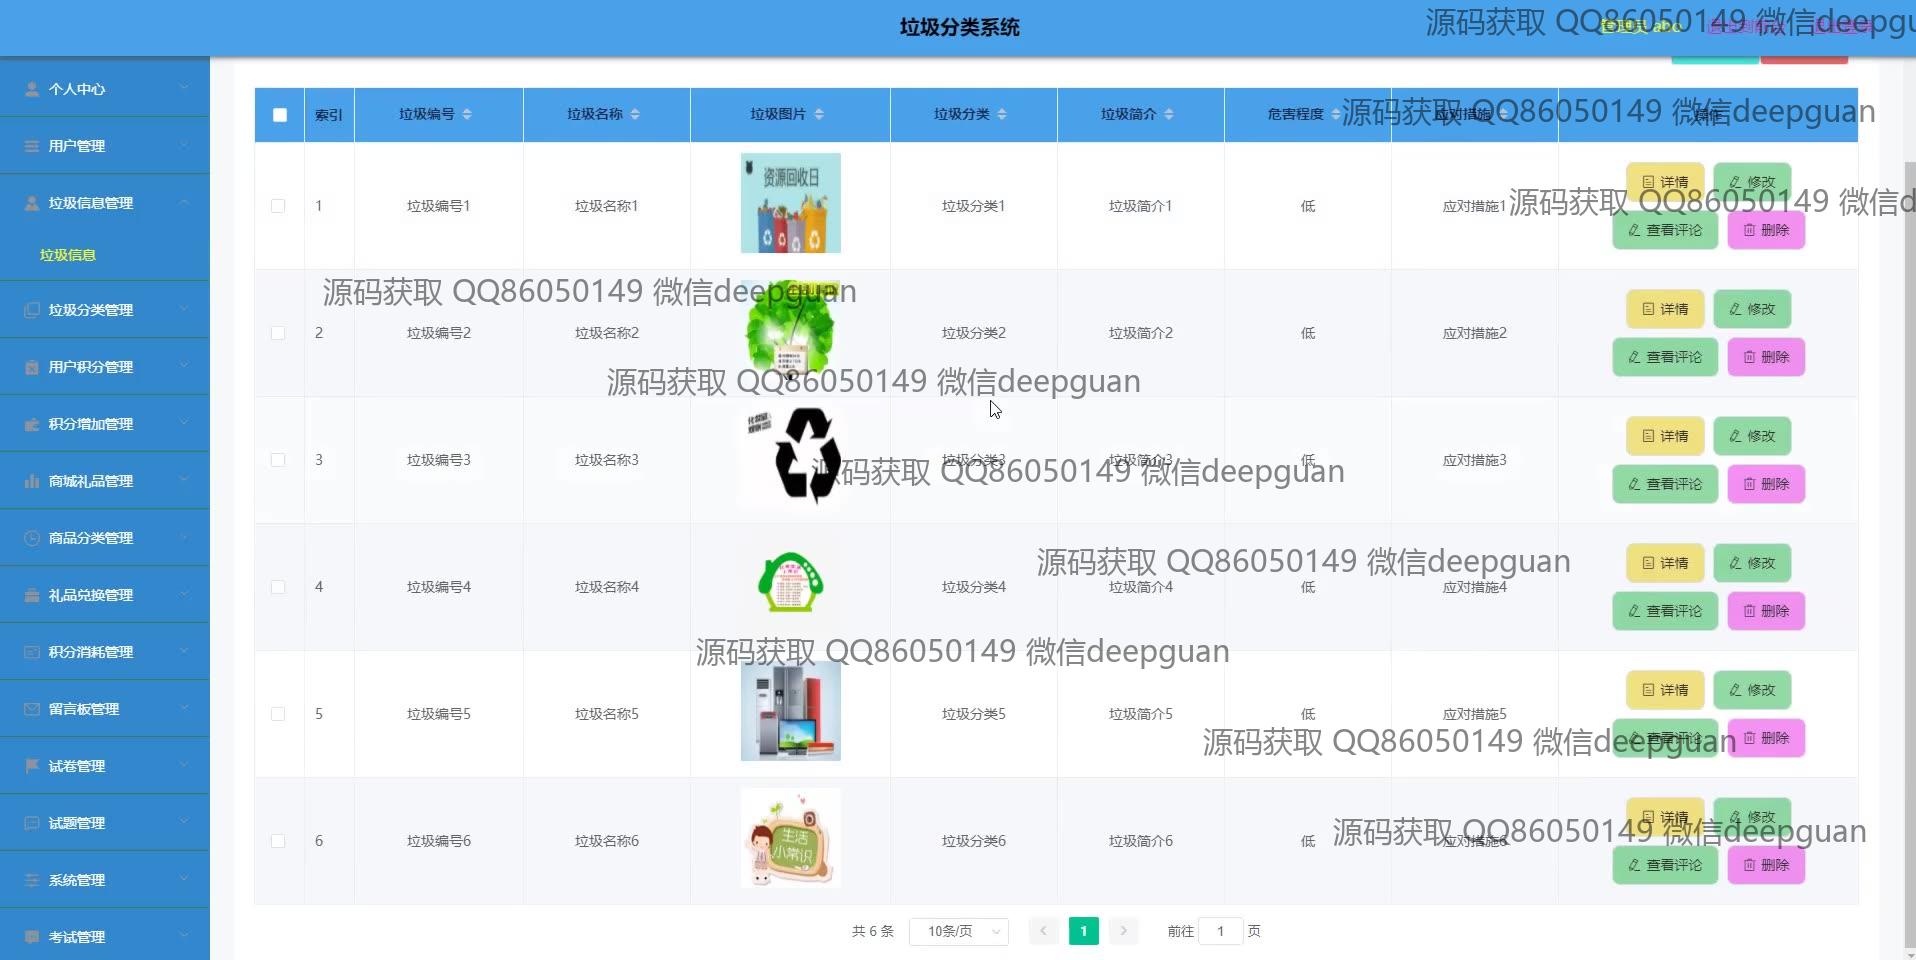 垃圾分类系统
管理员 abo
源码获取 QQ86050149 微信deepgu
个人中心
用户管理
垃圾信息管理
垃圾信息
垃圾分类管理
用户积分管理
积分增加管理
商城礼品管理
商品分类管理
礼品兑换管理
积分消耗管理
留言板管理
试卷管理
试题管理
系统管理
考试管理
索引 垃圾编号 垃圾名称 垃圾图片 垃圾分类 垃圾简介 危害程度 应对措施 操作
源码获取 QQ86050149 微信deepguan
资源回收日
1 垃圾编号1 垃圾名称1 垃圾分类1 垃圾简介1 低 应对措施1
详情 修改
源码获取 QQ86050149 微信d
查看评论 删除
源码获取 QQ86050149 微信deepguan
2 垃圾编号2 垃圾名称2 垃圾分类2 垃圾简介2 低 应对措施2
详情 修改
查看评论 删除
源码获取 QQ86050149 微信deepguan
3 垃圾编号3 垃圾名称3 垃圾分类3 垃圾简介3 低 应对措施3
详情 修改
查看评论 删除
源码获取 QQ86050149 微信deepguan
源码获取 QQ86050149 微信deepguan
4 垃圾编号4 垃圾名称4 垃圾分类4 垃圾简介4 低 应对措施4
详情 修改
查看评论 删除
源码获取 QQ86050149 微信deepguan
5 垃圾编号5 垃圾名称5 垃圾分类5 垃圾简介5 低 应对措施5
详情 修改
查看评论 删除
源码获取 QQ86050149 微信deepguan
6 垃圾编号6 垃圾名称6 垃圾分类6 垃圾简介6 低 应对措施6
生活
小常识
详情 修改
源码获取 QQ86050149 微信deepguan
查看评论 删除
共 6 条 10条/页 1 前往 1 页